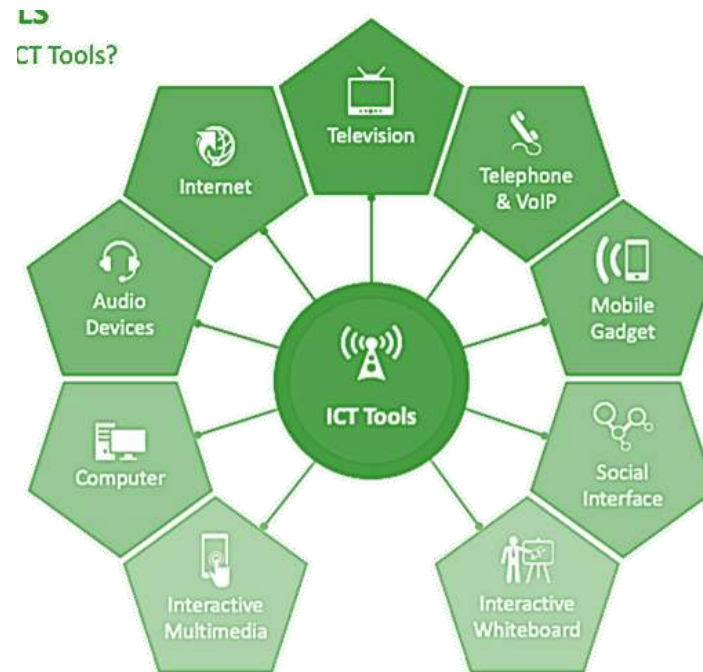 LS
CT Tools?
Television
Internet
Telephone
& VoIP
Audio
Devices
Mobile
Gadget
ICT Tools
Computer
Social
Interface
Interactive
Multimedia
Interactive
Whiteboard